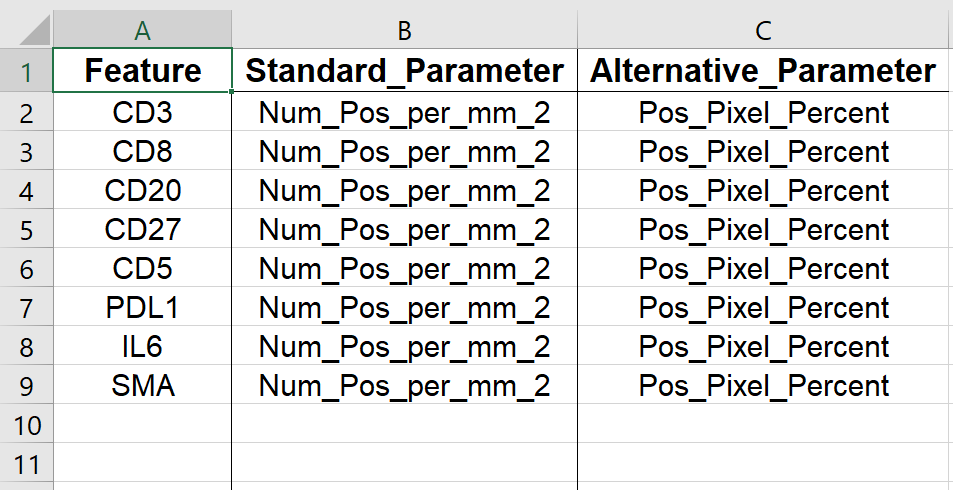 A B C
1 Feature Standard_Parameter Alternative_Parameter
2 CD3 Num_Pos_per_mm_2 Pos_Pixel_Percent
3 CD8 Num_Pos_per_mm_2 Pos_Pixel_Percent
4 CD20 Num_Pos_per_mm_2 Pos_Pixel_Percent
5 CD27 Num_Pos_per_mm_2 Pos_Pixel_Percent
6 CD5 Num_Pos_per_mm_2 Pos_Pixel_Percent
7 PDL1 Num_Pos_per_mm_2 Pos_Pixel_Percent
8 IL6 Num_Pos_per_mm_2 Pos_Pixel_Percent
9 SMA Num_Pos_per_mm_2 Pos_Pixel_Percent
10
11